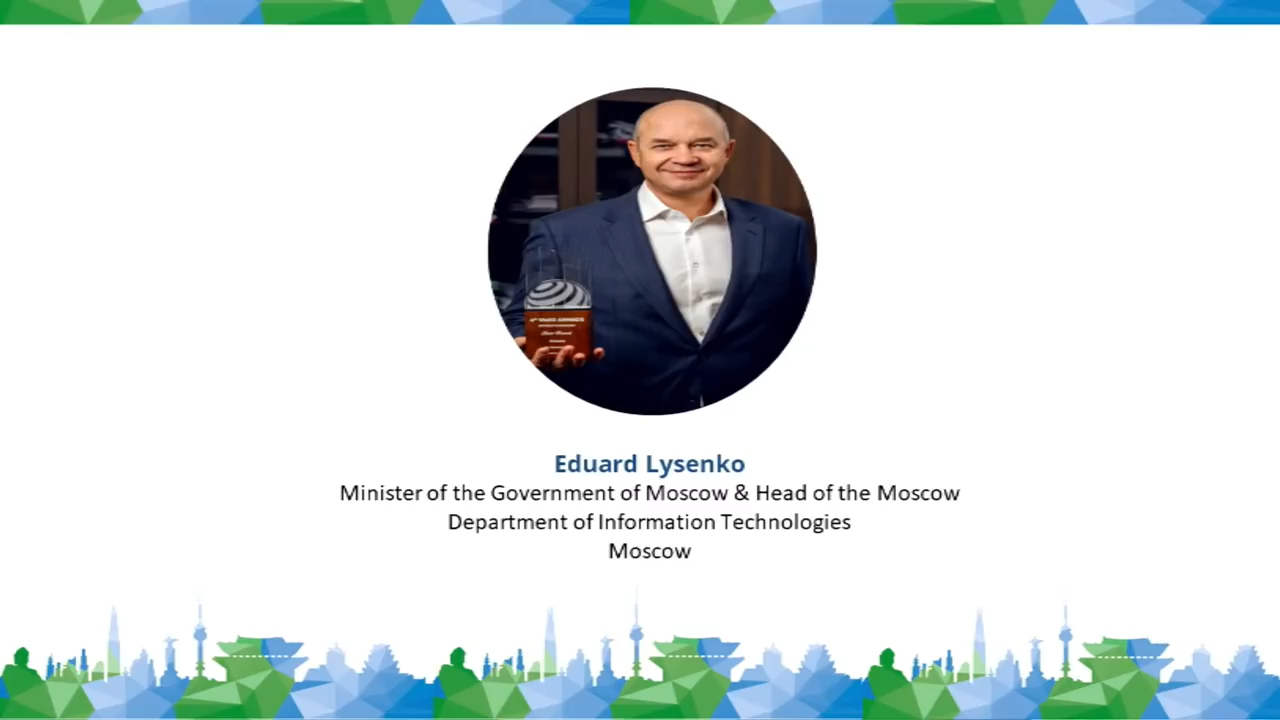 Eduard Lysenko
Minister of the Government of Moscow & Head of the Moscow
Department of Information Technologies
Moscow